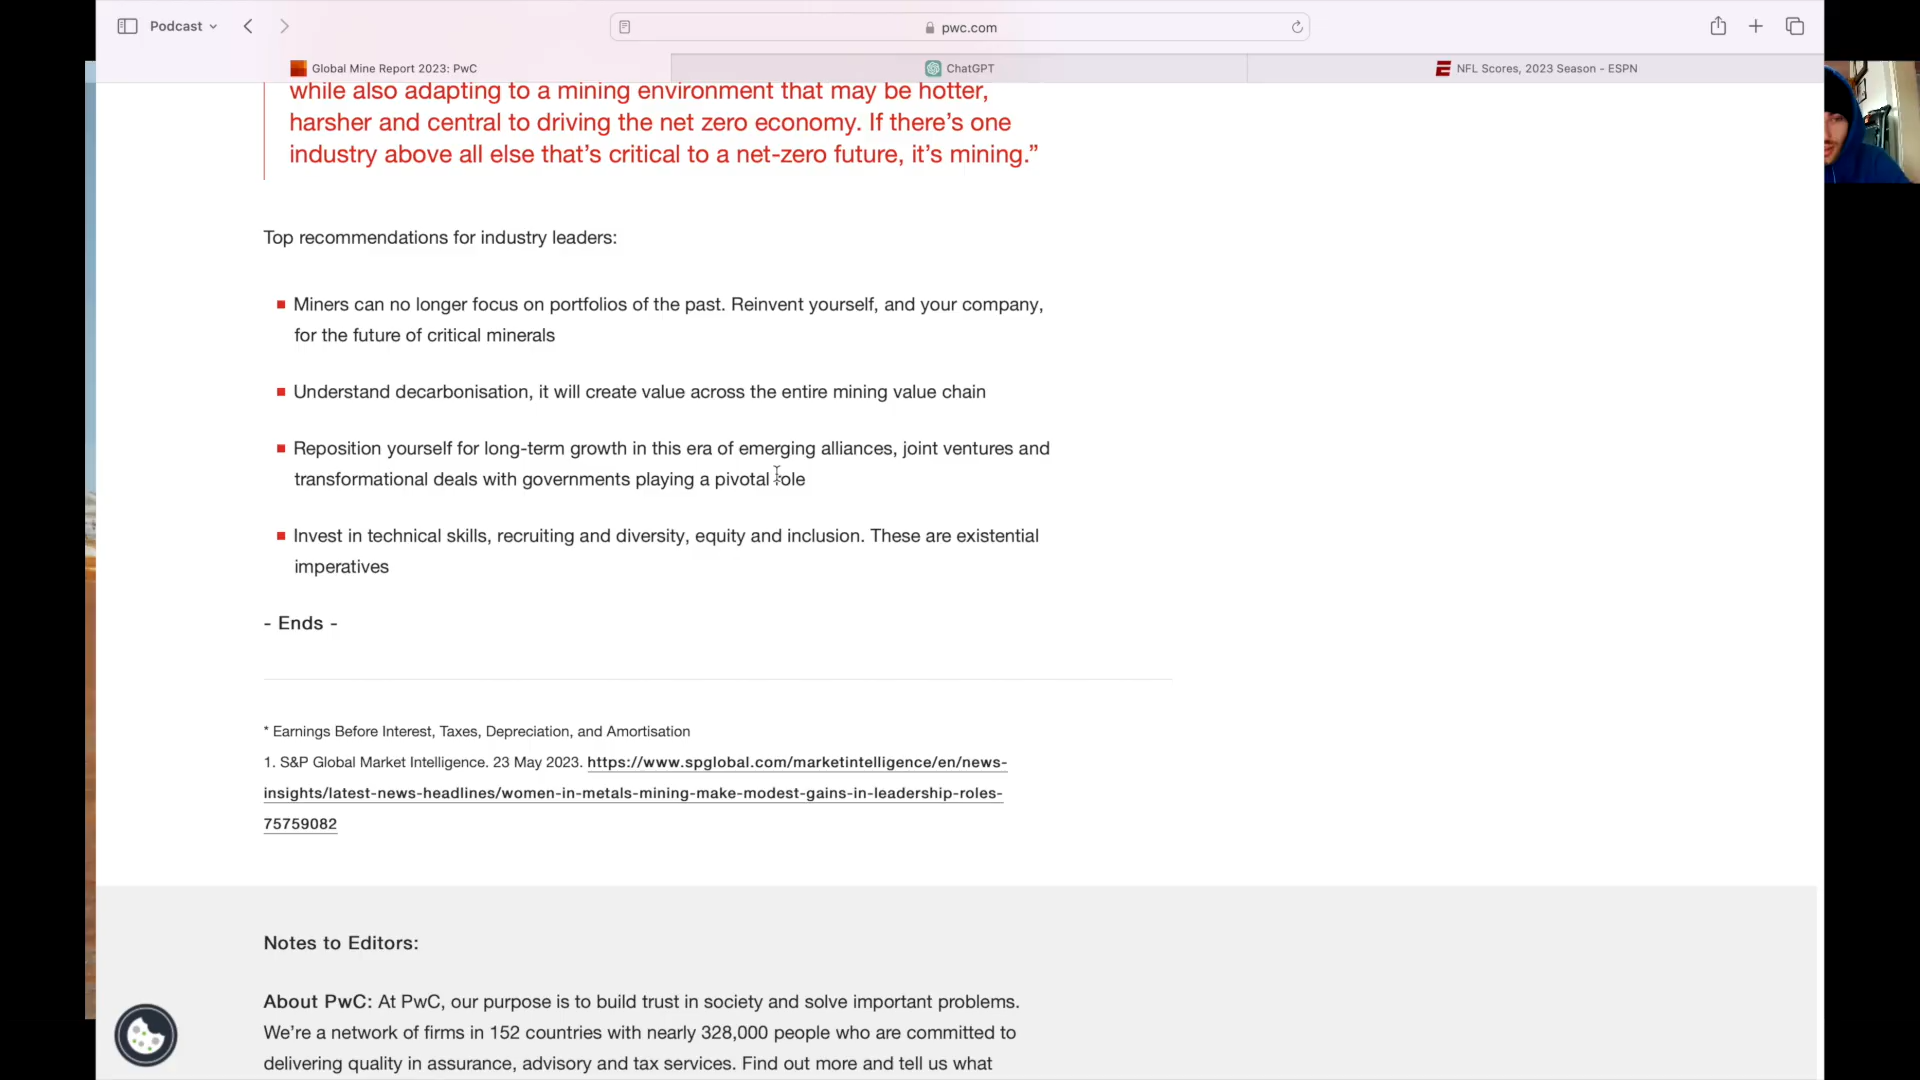 Podcast
pwc.com
Global Mine Report 2023: PwC
ChatGPT
NFL Scores, 2023 Season - ESPN
while also adapting to a mining environment that may be hotter,
harsher and central to driving the net zero economy. If there's one
industry above all else that's critical to a net-zero future, it's mining.”
Top recommendations for industry leaders:
Miners can no longer focus on portfolios of the past. Reinvent yourself, and your company,
for the future of critical minerals
Understand decarbonisation, it will create value across the entire mining value chain
Reposition yourself for long-term growth in this era of emerging alliances, joint ventures and
transformational deals with governments playing a pivotal role
Invest in technical skills, recruiting and diversity, equity and inclusion. These are existential
imperatives
- Ends -
* Earnings Before Interest, Taxes, Depreciation, and Amortisation
1. S&P Global Market Intelligence. 23 May 2023. https://www.spglobal.com/marketintelligence/en/news-
insights/latest-news-headlines/women-in-metals-mining-make-modest-gains-in-leadership-roles-
75759082
Notes to Editors:
About PwC: At PwC, our purpose is to build trust in society and solve important problems.
We're a network of firms in 152 countries with nearly 328,000 people who are committed to
delivering quality in assurance, advisory and tax services. Find out more and tell us what